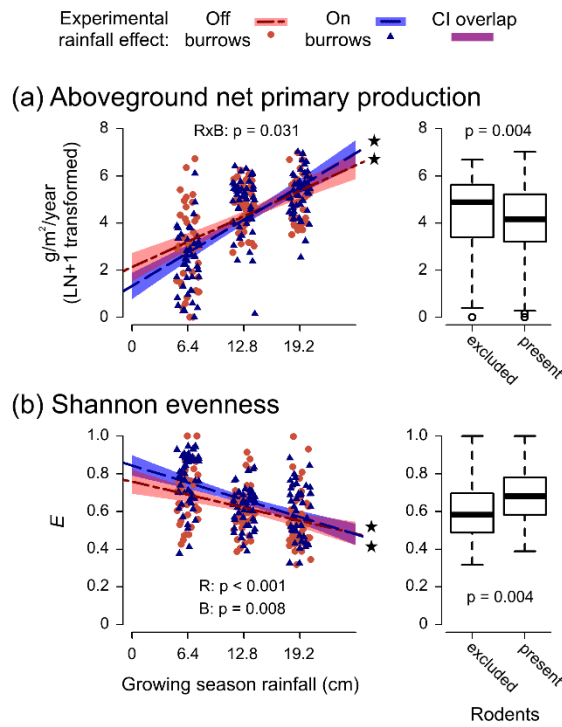 Experimental rainfall effect:
Off burrows
On burrows
CI overlap
(a) Aboveground net primary production
g/m²/year
(LN+1 transformed)
8
6
4
2
0
RxB: p = 0.031
0
6.4
12.8
19.2
8
6
4
2
0
p = 0.004
excluded
present
(b) Shannon evenness
E
1.0
0.8
0.6
0.4
0.2
0
R: p < 0.001
B: p = 0.008
0
6.4
12.8
19.2
Growing season rainfall (cm)
1.0
0.8
0.6
0.4
0.2
0
p = 0.004
excluded
present
Rodents